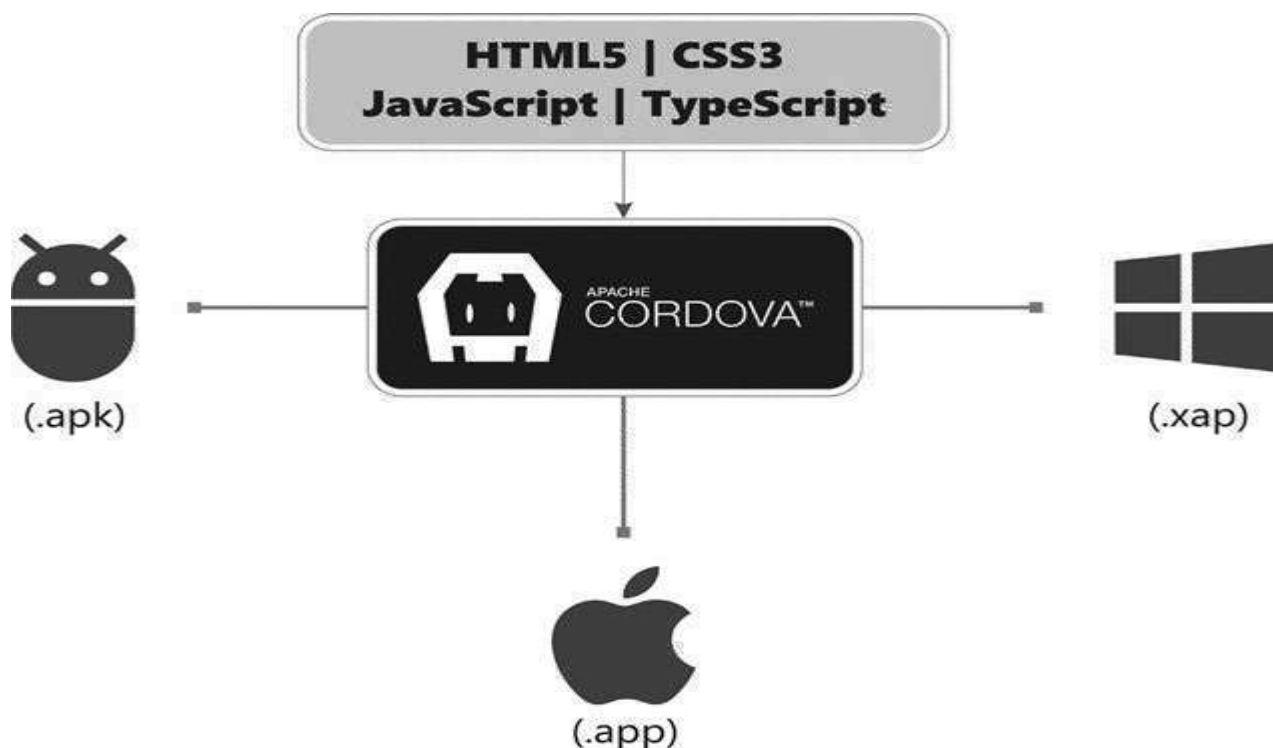 HTML5 | CSS3
JavaScript | TypeScript
APACHE
CORDOVA™
(.apk)
(.xap)
(.app)